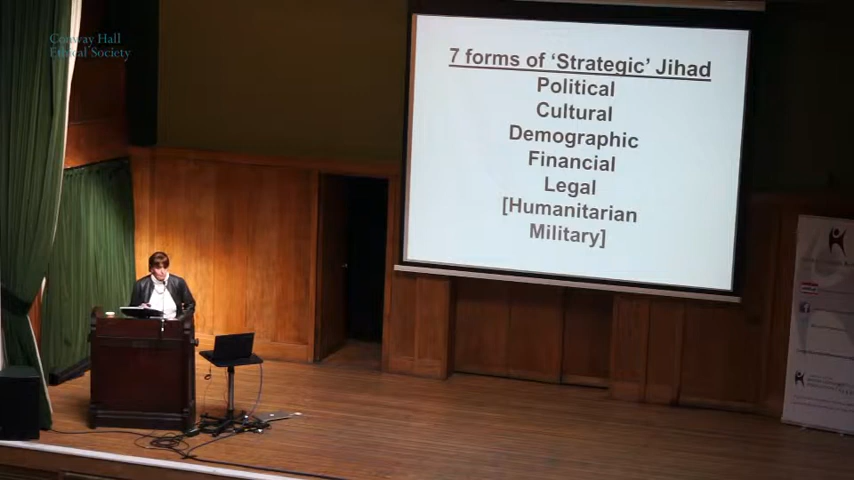 Conway Hall
Ethical Society
7 forms of ‘Strategic’ Jihad
Political
Cultural
Demographic
Financial
Legal
[Humanitarian
Military]